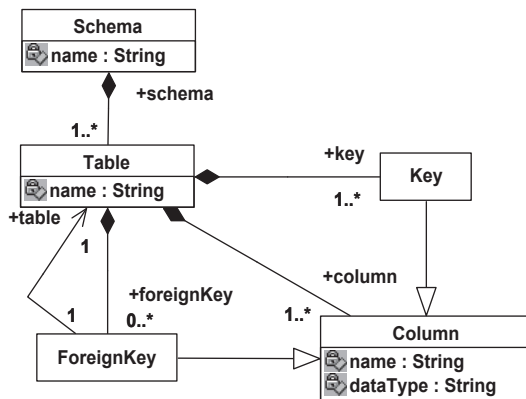 Schema
name : String
+schema
1..*
Table
name : String
+key
1..*
Key
+table
1
+foreignKey
0..*
1
+column
1..*
ForeignKey
Column
name : String
dataType : String